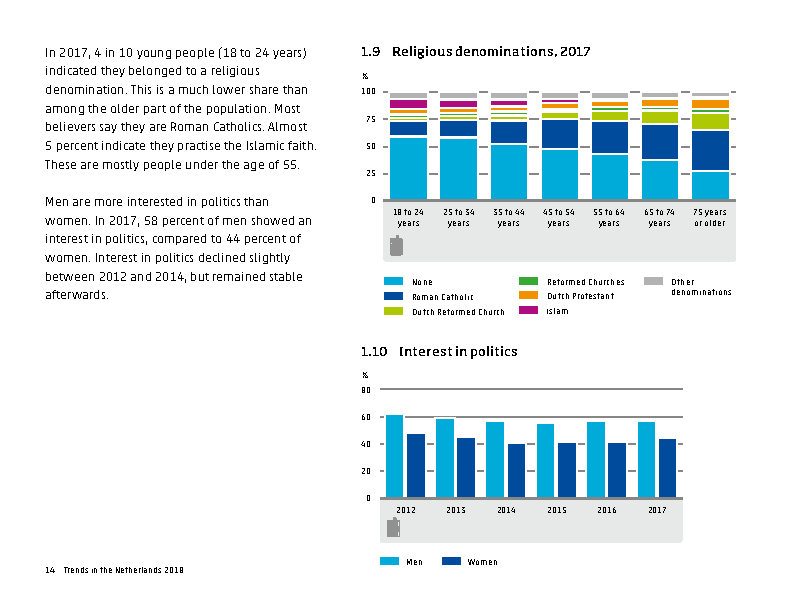 In 2017, 4 in 10 young people (18 to 24 years)
indicated they belonged to a religious
denomination. This is a much lower share than
among the older part of the population. Most
believers say they are Roman Catholics. Almost
5 percent indicate they practise the Islamic faith.
These are mostly people under the age of 55.
Men are more interested in politics than
women. In 2017, 58 percent of men showed an
interest in politics, compared to 44 percent of
women. Interest in politics declined slightly
between 2012 and 2014, but remained stable
afterwards.
1.9 Religious denominations, 2017
%
100
75
50
25
0
18 to 24 years
25 to 34 years
35 to 44 years
45 to 54 years
55 to 64 years
65 to 74 years
75 years or older
None
Roman Catholic
Dutch Reformed Church
Reformed Churches
Dutch Protestant
Islam
Other
denominations
1.10 Interest in politics
%
80
60
40
20
0
2012 2013 2014 2015 2016 2017
Men Women
14 Trends in the Netherlands 2018